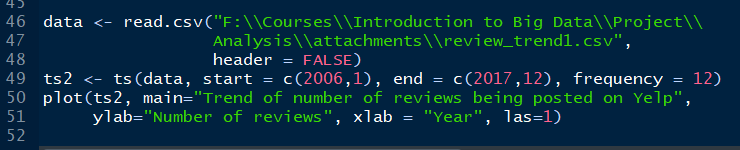 45
46 data <- read.csv("F:\\Courses\\Introduction to Big Data\\Project\\
47                  Analysis\\attachments\\review_trend1.csv",
48                  header = FALSE)
49 ts2 <- ts(data, start = c(2006,1), end = c(2017,12), frequency = 12)
50 plot(ts2, main="Trend of number of reviews being posted on Yelp",
51      ylab="Number of reviews", xlab = "Year", las=1)
52